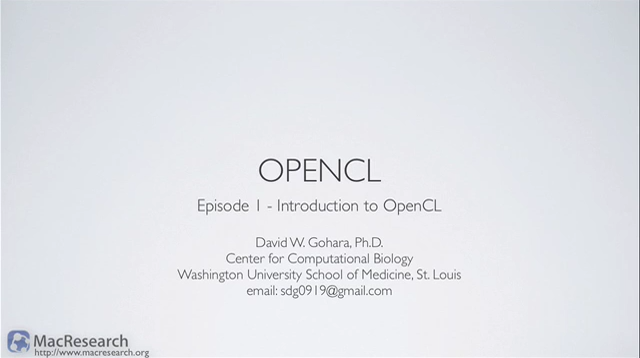 OPENCL
Episode 1 - Introduction to OpenCL
David W. Gohara, Ph.D.
Center for Computational Biology
Washington University School of Medicine, St. Louis
email: sdg0919@gmail.com
MacResearch
http://www.macresearch.org